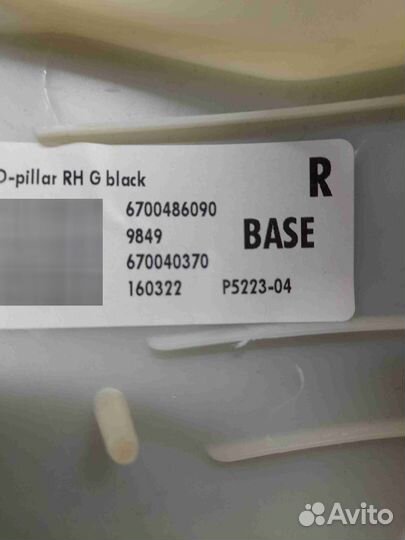 D-pillar RH G black
R
6700486090
9849
BASE
670040370
160322 P5223-04
Avito